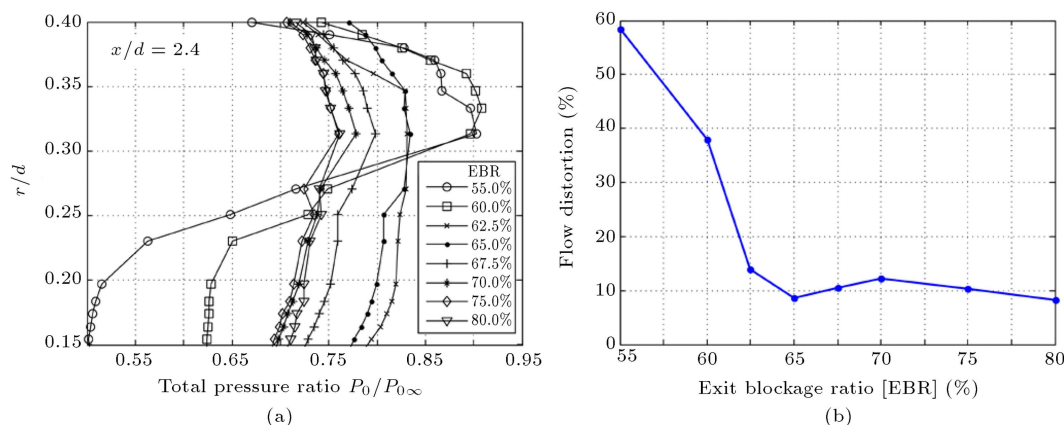 (a)
x/d = 2.4
r/d
0.40
0.35
0.30
0.25
0.20
0.15
EBR
55.0%
60.0%
62.5%
65.0%
67.5%
70.0%
75.0%
80.0%
0.55 0.65 0.75 0.85 0.95
Total pressure ratio P0/P0∞
(a)
Flow distortion (%)
60
50
40
30
20
10
0
55 60 65 70 75 80
Exit blockage ratio [EBR] (%)
(b)